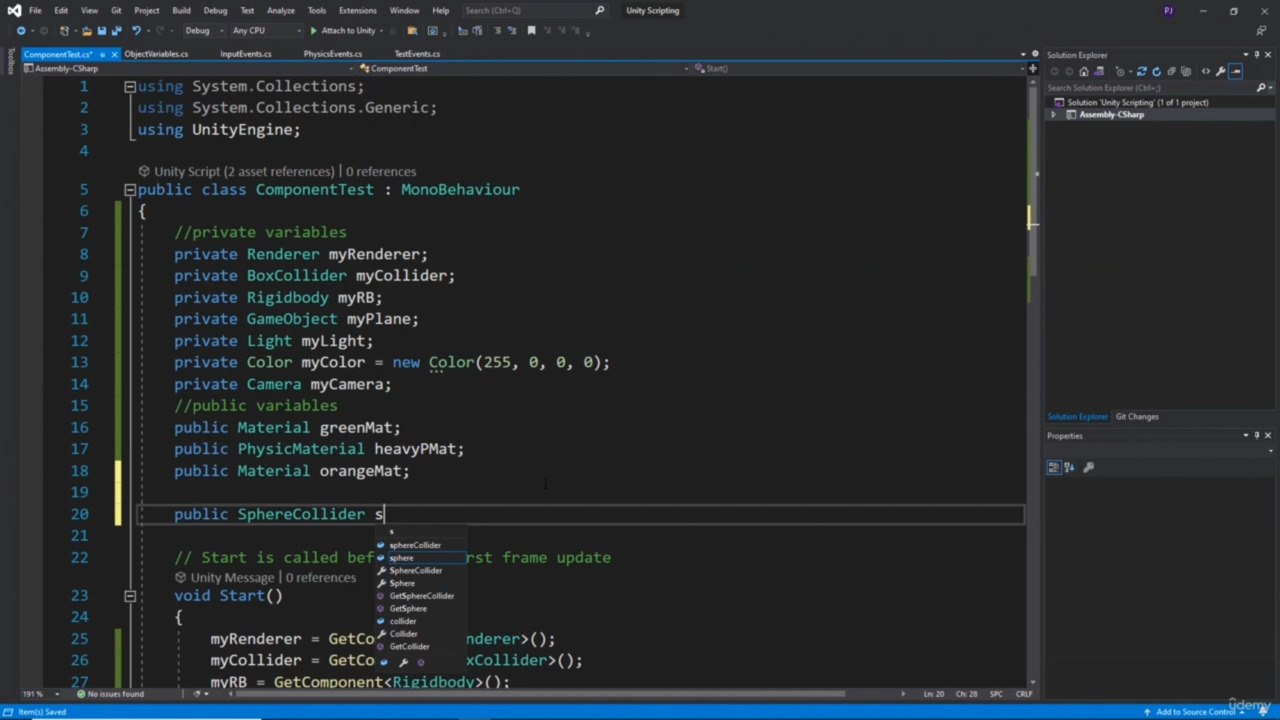 File Edit View Git Project Build Debug Test Analyze Tools Extensions Window Help Search (Ctrl+Q) Unity Scripting PJ
Debug Any CPU Attach to Unity
ComponentTest.cs* ObjectVariables.cs InputEvents.cs PhysicsEvents.cs TestEvents.cs
Assembly-CSharp ComponentTest Start()
Toolbox
1 using System.Collections;
2 using System.Collections.Generic;
3 using UnityEngine;
4
Unity Script (2 asset references) | 0 references
5 public class ComponentTest : MonoBehaviour
6 {
7 //private variables
8 private Renderer myRenderer;
9 private BoxCollider myCollider;
10 private Rigidbody myRB;
11 private GameObject myPlane;
12 private Light myLight;
13 private Color myColor = new Color(255, 0, 0, 0);
14 private Camera myCamera;
15 //public variables
16 public Material greenMat;
17 public PhysicMaterial heavyPMat;
18 public Material orangeMat;
19
20 public SphereCollider s
21
s
sphereCollider
sphere
SphereCollider
Sphere
GetSphereCollider
GetSphere
collider
Collider
GetCollider
22 // Start is called bef rst frame update
Unity Message | 0 references
23 void Start()
24 {
25 myRenderer = GetCo nderer>();
26 myCollider = GetCo xCollider>();
27 myRB = GetComponent<Rigidbody>();
191 % No issues found Ln: 20 Ch: 28 SPC CRLF
Solution Explorer
Search Solution Explorer (Ctrl+;)
Solution 'Unity Scripting' (1 of 1 project)
Assembly-CSharp
Solution Explorer Git Changes
Properties
Item(s) Saved Add to Source Control
udemy